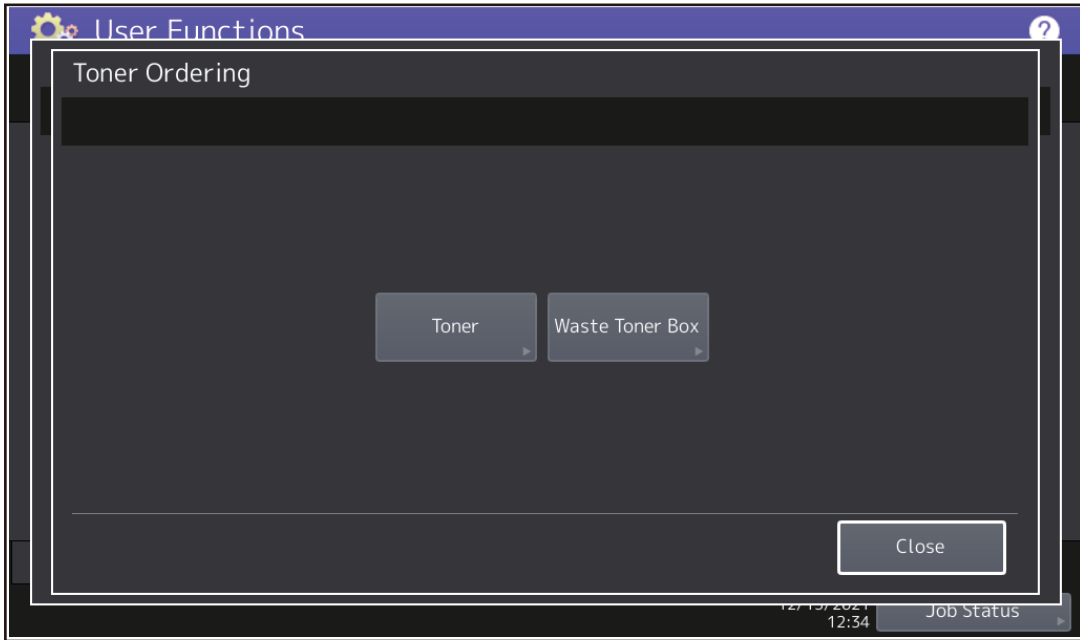 User Functions
?
Toner Ordering
Toner
Waste Toner Box
Close
12:34
Job Status